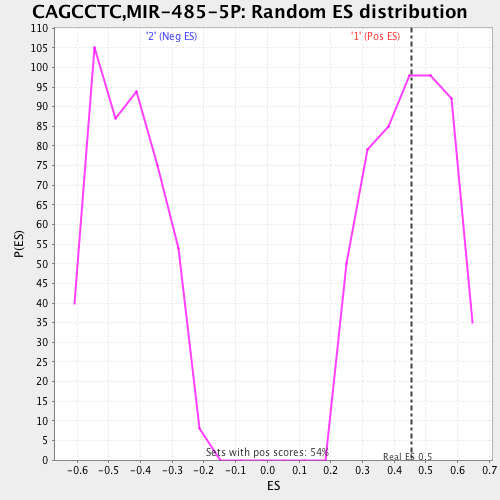 CAGCCTC,MIR-485-5P: Random ES distribution
'2' (Neg ES)
'1' (Pos ES)
110
105
100
95
90
85
80
75
70
65
60
55
50
45
40
35
30
25
20
15
10
5
0
P(ES)
Sets with pos scores: 54%
Real ES 0.5
-0.6 -0.5 -0.4 -0.3 -0.2 -0.1 0.0 0.1 0.2 0.3 0.4 0.5 0.6 0.7
ES